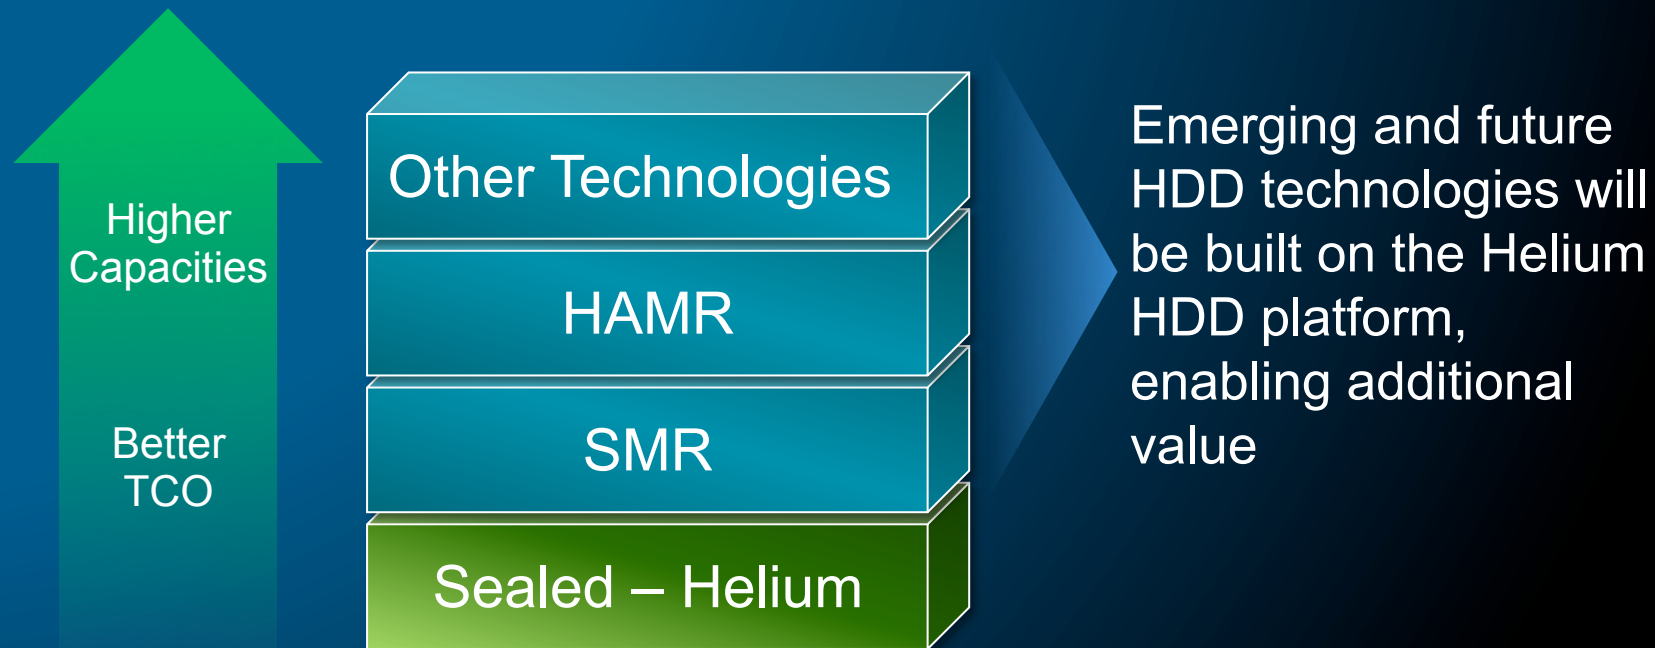 Higher
Capacities
Better
TCO
Other Technologies
HAMR
SMR
Sealed – Helium
Emerging and future
HDD technologies will
be built on the Helium
HDD platform,
enabling additional
value